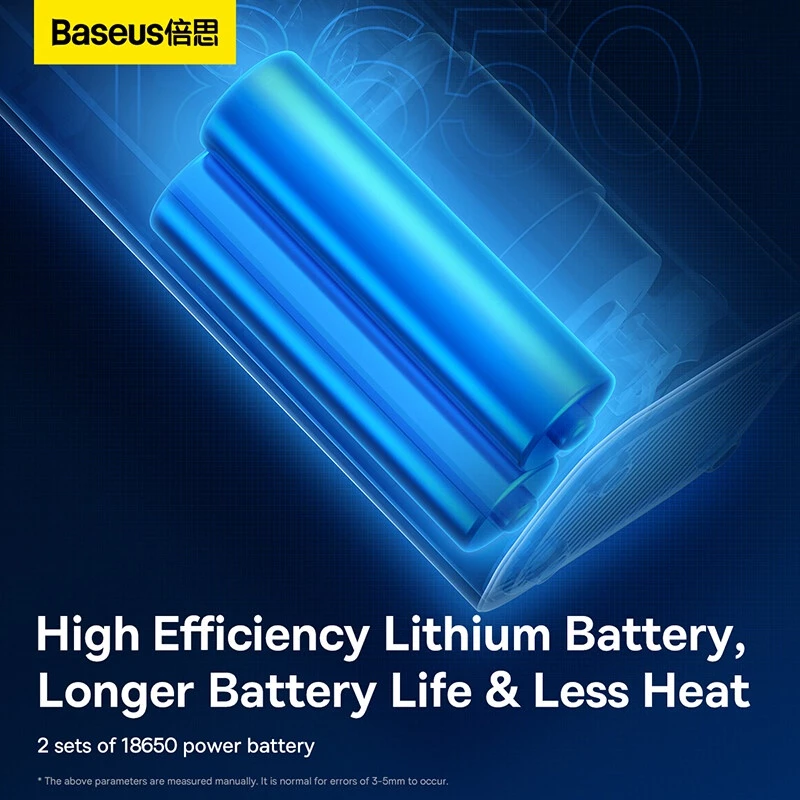 Baseus倍思
18650
High Efficiency Lithium Battery,
Longer Battery Life & Less Heat
2 sets of 18650 power battery
* The above parameters are measured manually. It is normal for errors of 3-5mm to occur.